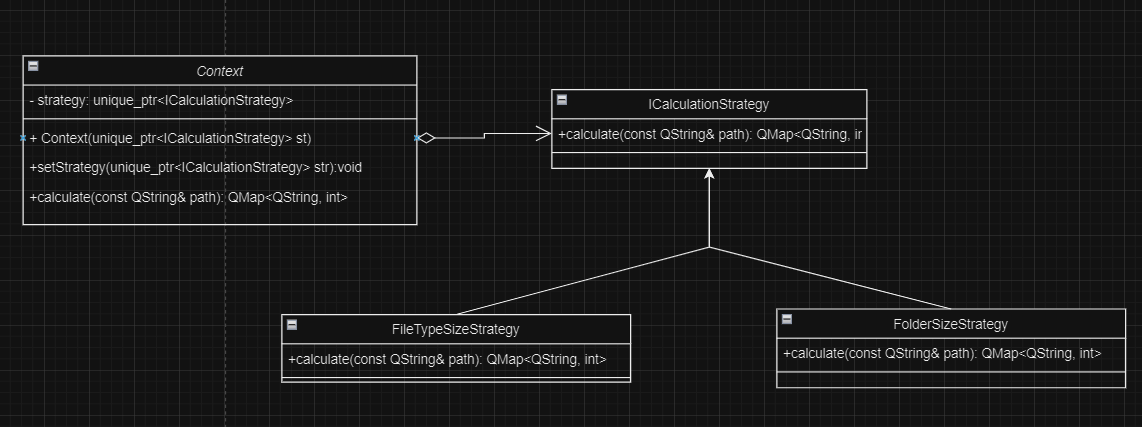 Context
- strategy: unique_ptr<ICalculationStrategy>
+ Context(unique_ptr<ICalculationStrategy> st)
+setStrategy(unique_ptr<ICalculationStrategy> str):void
+calculate(const QString& path): QMap<QString, int>
ICalculationStrategy
+calculate(const QString& path): QMap<QString, ir
FileTypeSizeStrategy
+calculate(const QString& path): QMap<QString, int>
FolderSizeStrategy
+calculate(const QString& path): QMap<QString, int>